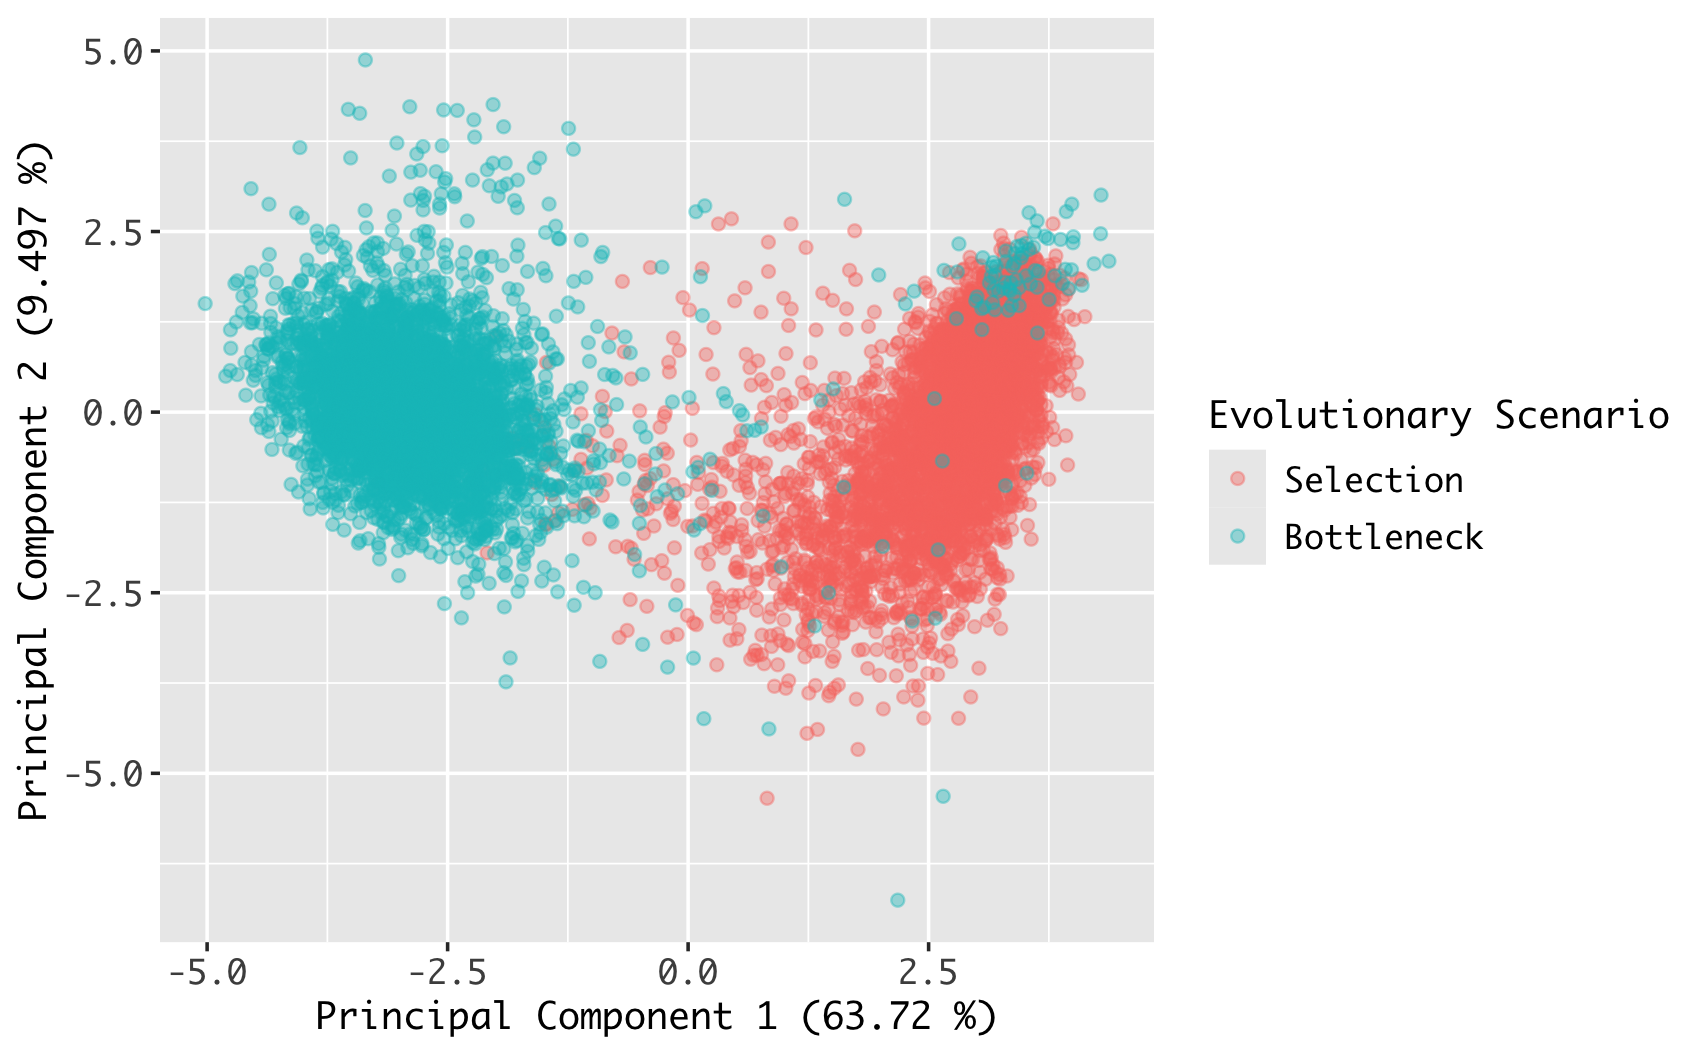 Principal Component 2 (9.497 %)
5.0
2.5
0.0
-2.5
-5.0
-5.0 -2.5 0.0 2.5
Principal Component 1 (63.72 %)
Evolutionary Scenario
Selection
Bottleneck